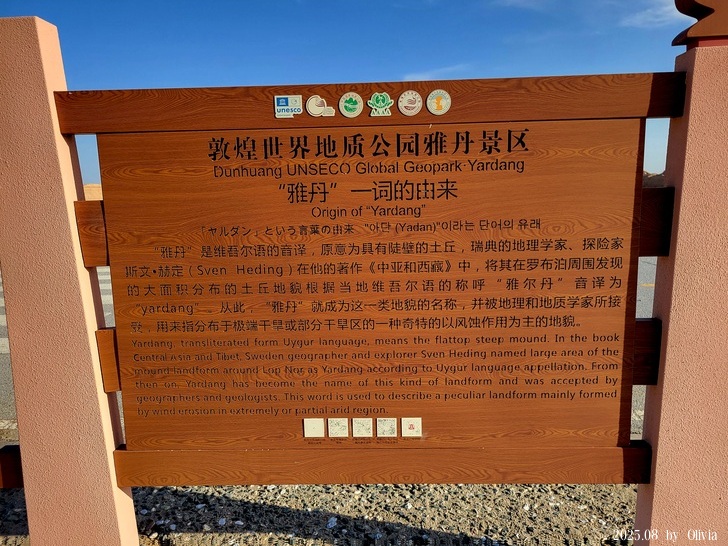 unesco
敦煌世界地质公园雅丹景区
Dunhuang UNSECO Global Geopark·Yardang
“雅丹”一词的由来
Origin of “Yardang”
「ヤルダン」という言葉の由来 "야단 (Yadan)"이라는 단어의 유래
“雅丹”是维吾尔语的音译，原意为具有陡壁的土丘，瑞典的地理学家、探险家
斯文•赫定（Sven Heding）在他的著作《中亚和西藏》中，将其在罗布泊周围发现
的大面积分布的土丘地貌根据当地维吾尔语的称呼“雅尔丹”音译为
“yardang”。从此，“雅丹”就成为这一类地貌的名称，并被地理和地质学家所接
受，用来指分布于极端干旱或部分干旱区的一种奇特的以风蚀作用为主的地貌。
Yardang, transliterated form Uygur language, means the flattop steep mound. In the book
Central Asia and Tibet, Sweden geographer and explorer Sven Heding named large area of the
mound landform around Lop Nor as Yardang according to Uygur language appellation. From
then on, Yardang has become the name of this kind of landform and was accepted by
geographers and geologists. This word is used to describe a peculiar landform mainly formed
by wind erosion in extremely or partial arid region.
2025.08 by Olivia